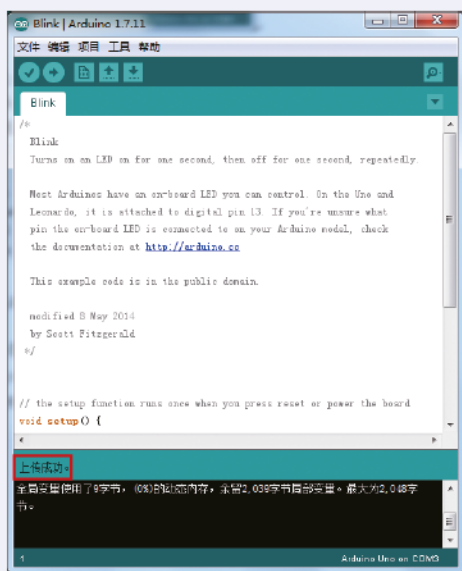 Blink | Arduino 1.7.11
文件 编辑 项目 工具 帮助
Blink
/*
Blink
Turns on an LED on for one second, then off for one second, repeatedly.
Most Arduinos have an on-board LED you can control. On the Uno and
Leonardo, it is attached to digital pin 13. If you're unsure what
pin the on-board LED is connected to on your Arduino model, check
the documentation at http://arduino.cc
This example code is in the public domain.
modified 8 May 2014
by Scott Fitzgerald
*/
// the setup function runs once when you press reset or power the board
void setup() {
上传成功。
全局变量使用了9字节，(0%)的动态内存，余留2,039字节局部变量。最大为2,048字
节。
1
Arduino Uno on COM3